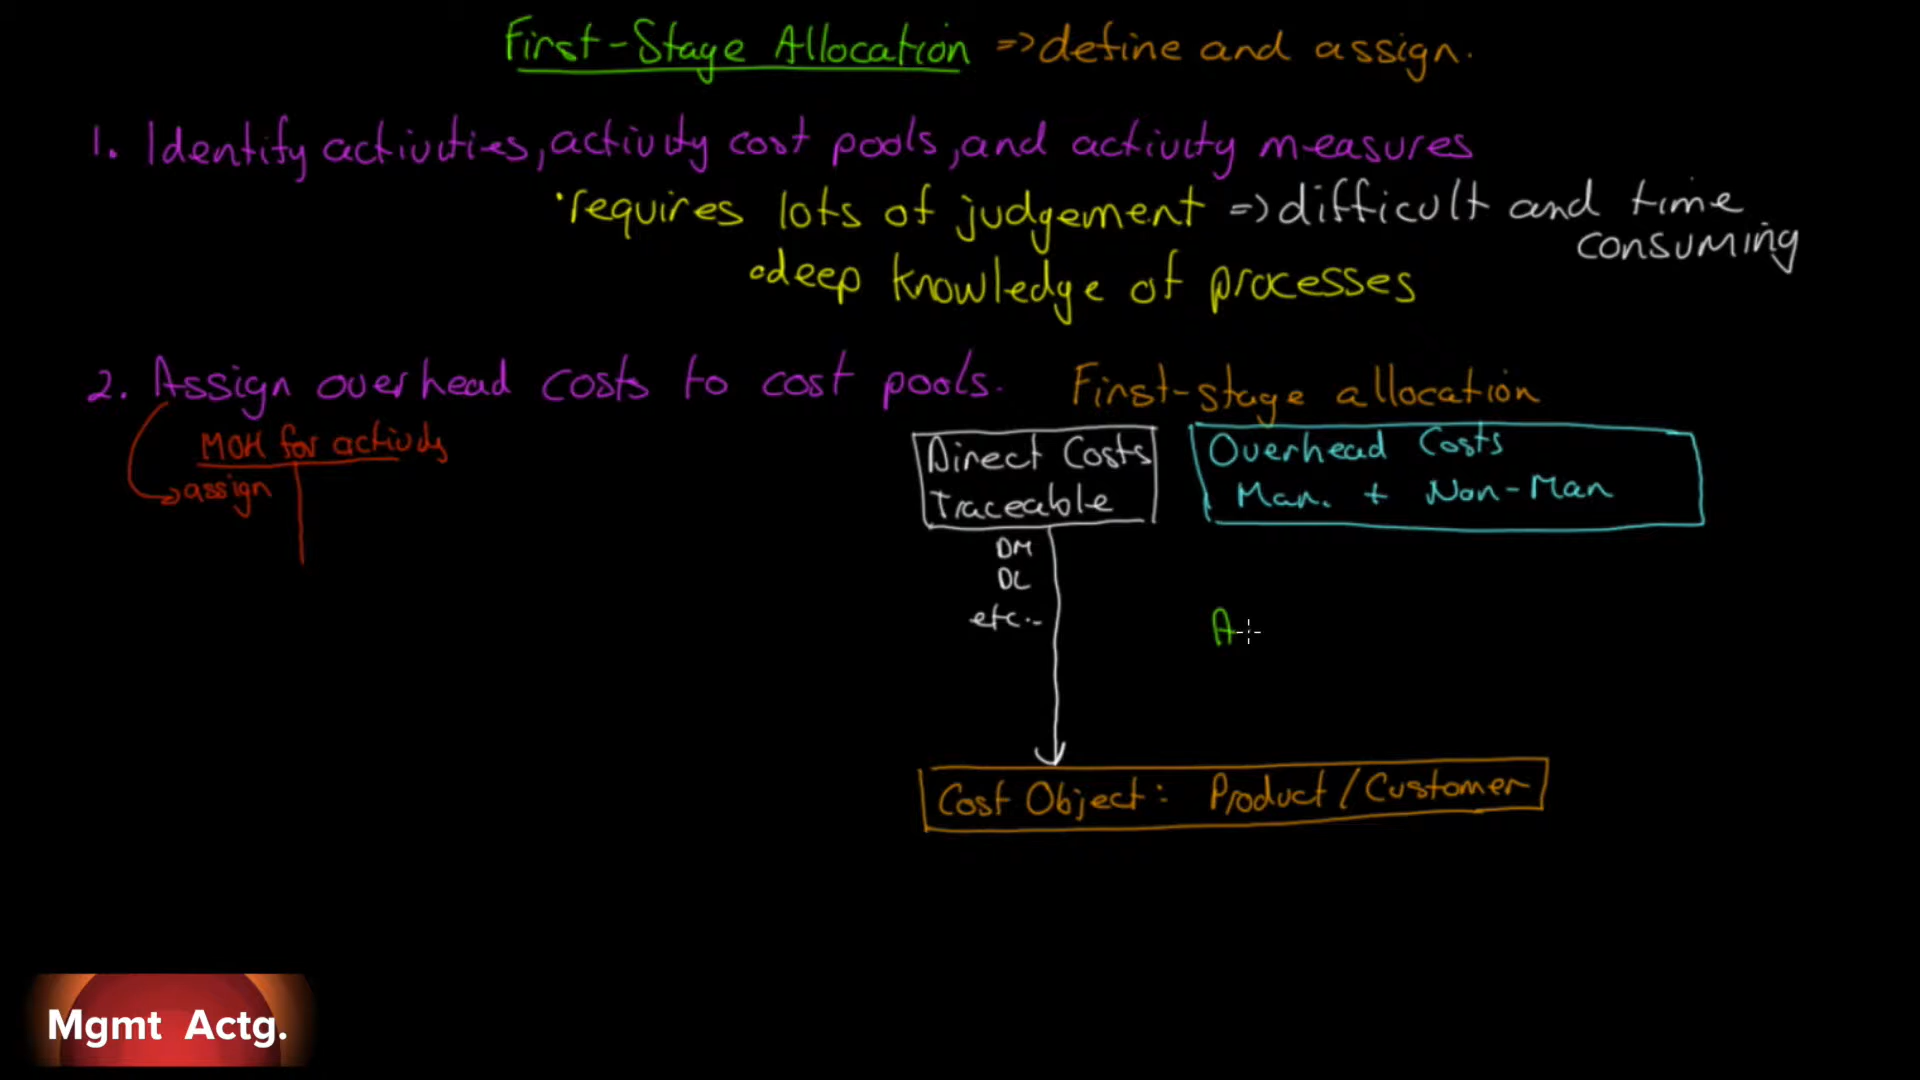 First-Stage Allocation => define and assign.
1. Identify activities, activity cost pools, and activity measures
• requires lots of judgement => difficult and time
consuming
• deep knowledge of processes
2. Assign overhead costs to cost pools. First-stage allocation
MOH for activity
assign
Direct Costs
Traceable
Overhead Costs
Man. + Non-Man
DM
DL
etc..
A
Cost Object: Product/Customer
Mgmt Actg.